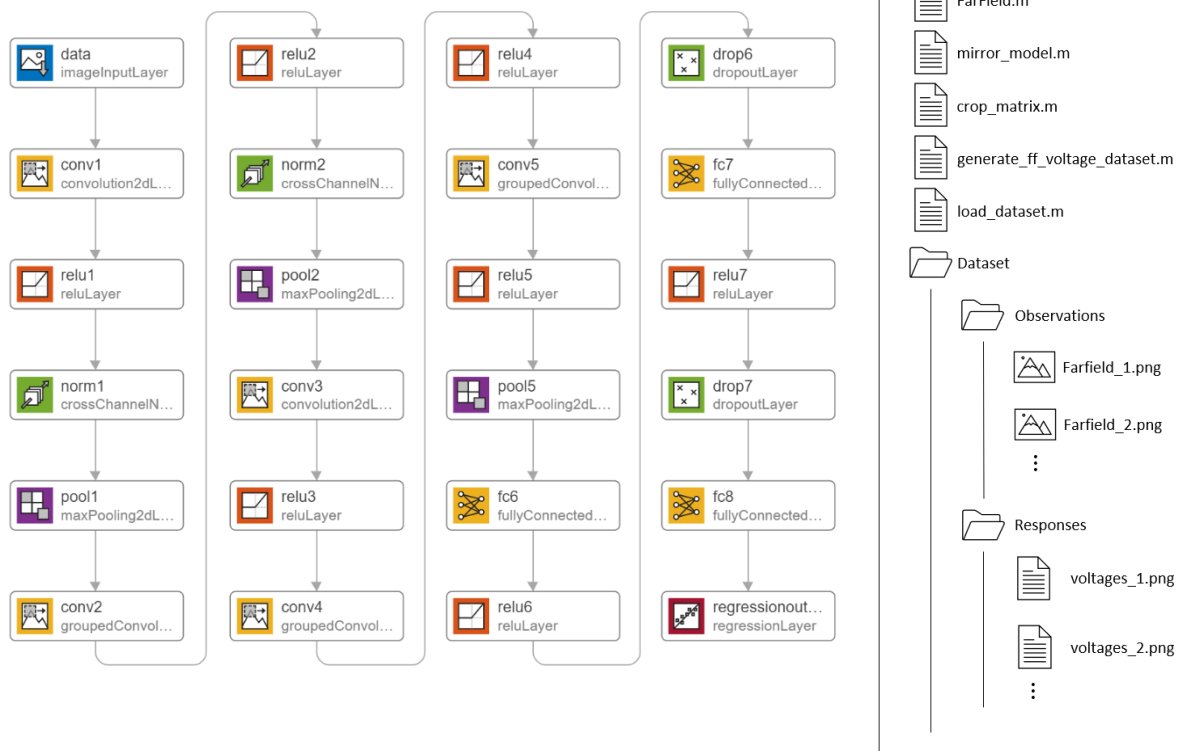 data
imageInputLayer
conv1
convolution2dL...
relu1
reluLayer
norm1
crossChannelN...
pool1
maxPooling2dL...
conv2
groupedConvol...
relu2
reluLayer
norm2
crossChannelN...
pool2
maxPooling2dL...
conv3
convolution2dL...
relu3
reluLayer
conv4
groupedConvol...
relu4
reluLayer
conv5
groupedConvol...
relu5
reluLayer
pool5
maxPooling2dL...
fc6
fullyConnected...
relu6
reluLayer
drop6
dropoutLayer
fc7
fullyConnected...
relu7
reluLayer
drop7
dropoutLayer
fc8
fullyConnected...
regressionout...
regressionLayer
FarField.m
mirror_model.m
crop_matrix.m
generate_ff_voltage_dataset.m
load_dataset.m
Dataset
Observations
Farfield_1.png
Farfield_2.png
Responses
voltages_1.png
voltages_2.png